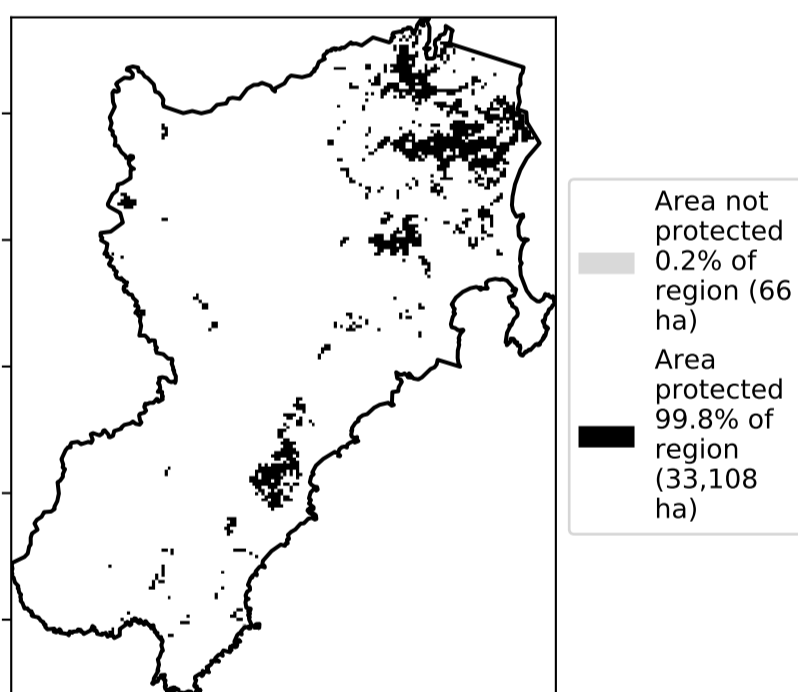 Area not
protected
0.2% of
region (66
ha)
Area
protected
99.8% of
region
(33,108
ha)